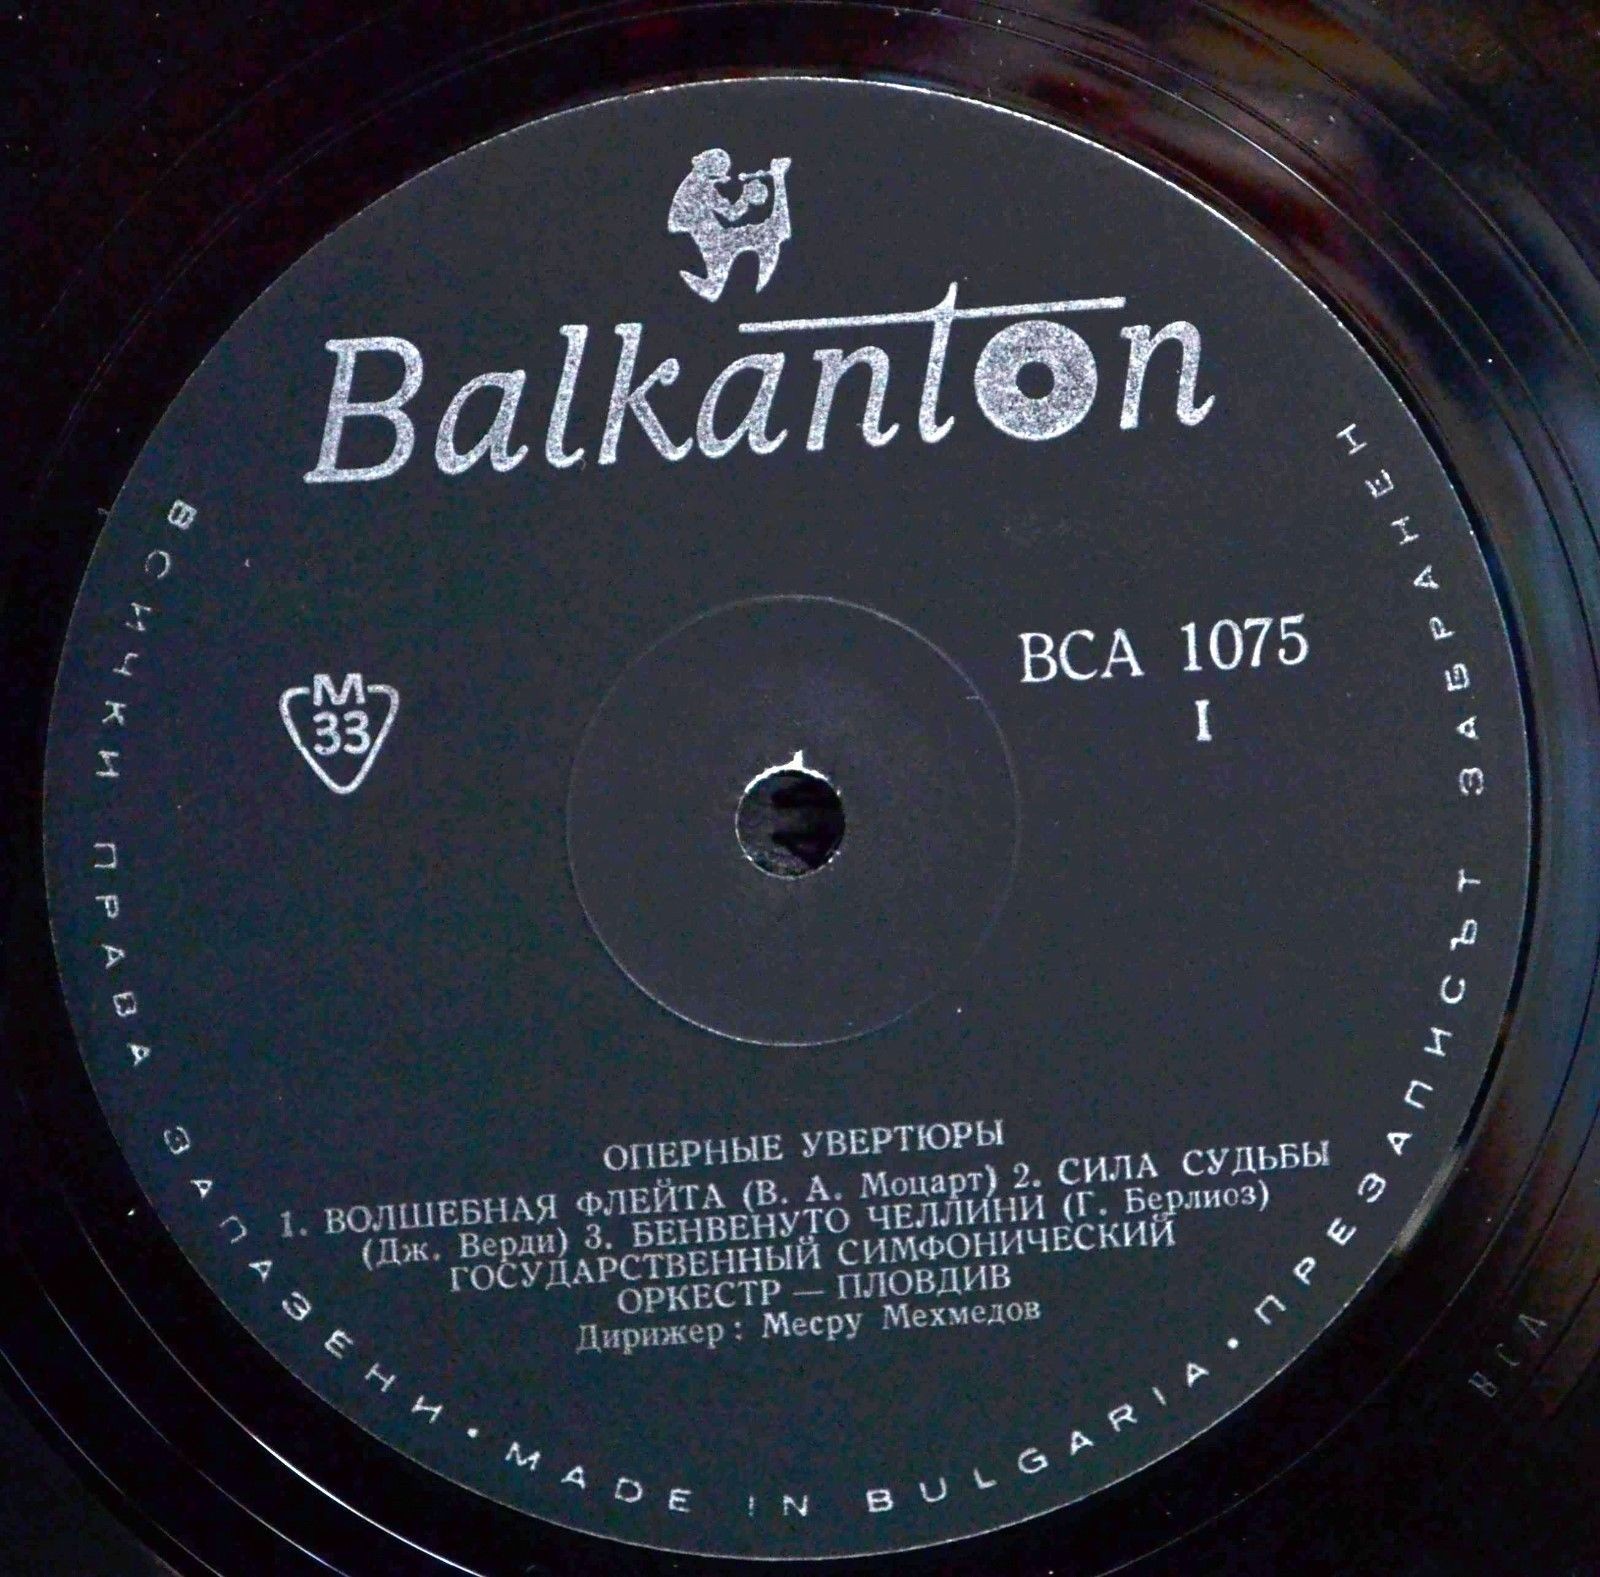 Balkanton
ВСА 1075
I
М
33
ОПЕРНЫЕ УВЕРТЮРЫ
1. ВОЛШЕБНАЯ ФЛЕЙТА (В. А. Моцарт) 2. СИЛА СУДЬБЫ
(Дж. Верди) 3. БЕНВЕНУТО ЧЕЛЛИНИ (Г. Берлиоз)
ГОСУДАРСТВЕННЫЙ СИМФОНИЧЕСКИЙ
ОРКЕСТР — ПЛОВДИВ
Дирижер : Месру Мехмедов
ВСИЧКИ ПРАВА ЗАПАЗЕНИ • MADE IN BULGARIA • ПРЕЗАПИСЪТ ЗАБРАНЕН
ВСА